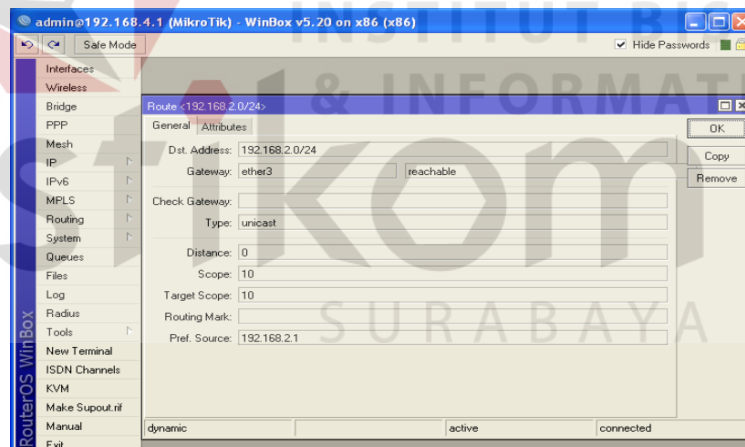 admin@192.168.4.1 (MikroTik) - WinBox v5.20 on x86 (x86)
Safe Mode
Hide Passwords
Interfaces
Wireless
Bridge
PPP
Mesh
IP
IPv6
MPLS
Routing
System
Queues
Files
Log
Radius
Tools
New Terminal
ISDN Channels
KVM
Make Supout.rif
Manual
Exit
RouterOS WinBox
Route <192.168.2.0/24>
General Attributes
Dst. Address: 192.168.2.0/24
Gateway: ether3 reachable
Check Gateway:
Type: unicast
Distance: 0
Scope: 10
Target Scope: 10
Routing Mark:
Pref. Source: 192.168.2.1
OK
Copy
Remove
dynamic active connected
INSTITUT BIS
& INFORMATI
stikom
SURABAYA